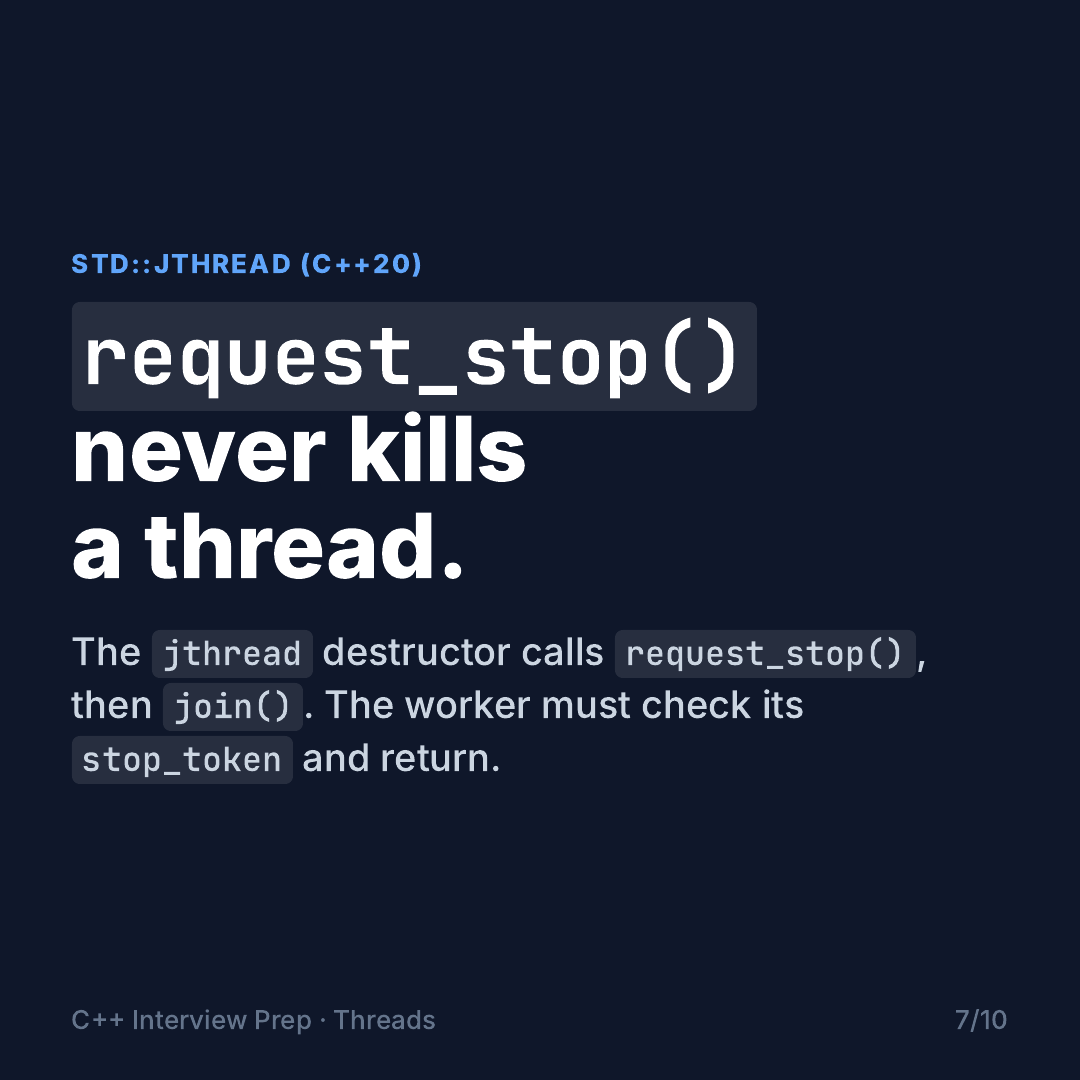 STD::JTHREAD (C++20)
request_stop()
never kills
a thread.
The jthread destructor calls request_stop(),
then join(). The worker must check its
stop_token and return.
C++ Interview Prep · Threads
7/10